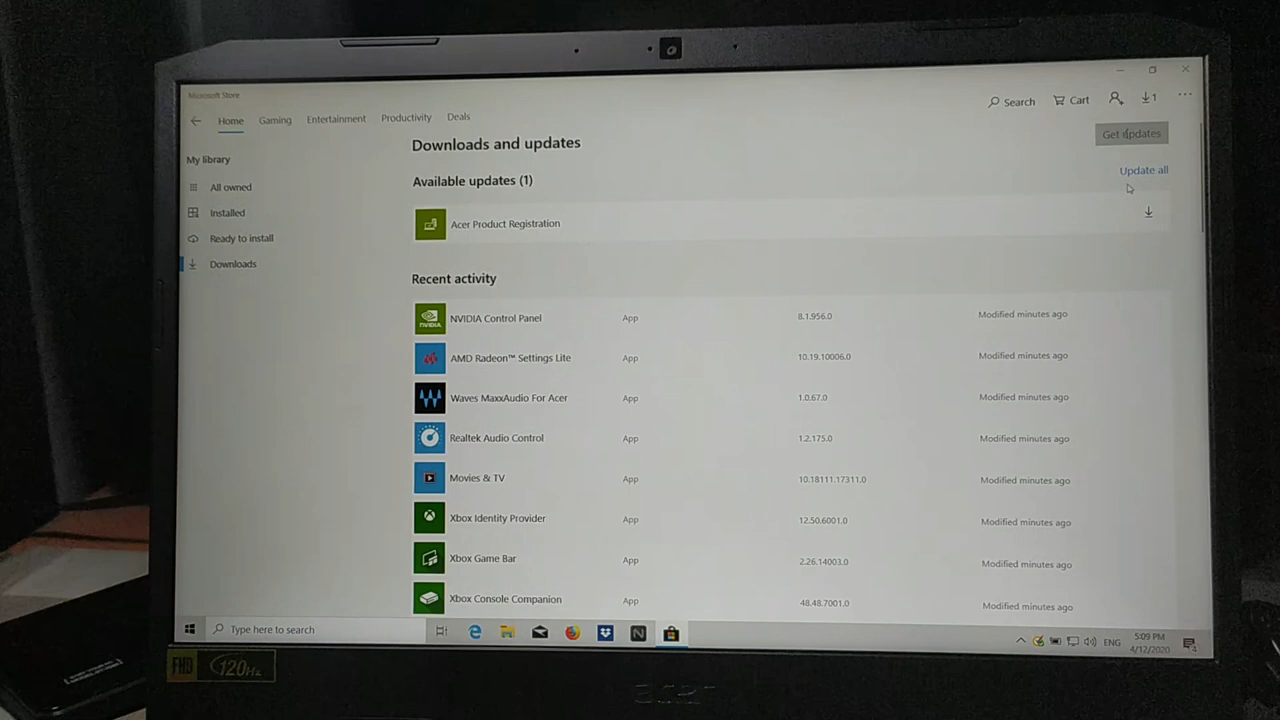 Microsoft Store
Search
Cart
1
Home
Gaming
Entertainment
Productivity
Deals
Downloads and updates
Get updates
My library
Available updates (1)
Update all
All owned
Installed
Acer Product Registration
Ready to install
Downloads
Recent activity
NVIDIA Control Panel App 8.1.956.0 Modified minutes ago
AMD Radeon™ Settings Lite App 10.19.10006.0 Modified minutes ago
Waves MaxxAudio For Acer App 1.0.67.0 Modified minutes ago
Realtek Audio Control App 1.2.175.0 Modified minutes ago
Movies & TV App 10.18111.17311.0 Modified minutes ago
Xbox Identity Provider App 12.50.6001.0 Modified minutes ago
Xbox Game Bar App 2.26.14003.0 Modified minutes ago
Xbox Console Companion App 48.48.7001.0 Modified minutes ago
Type here to search
ENG
5:09 PM
4/12/2020
FHD 120Hz
acer